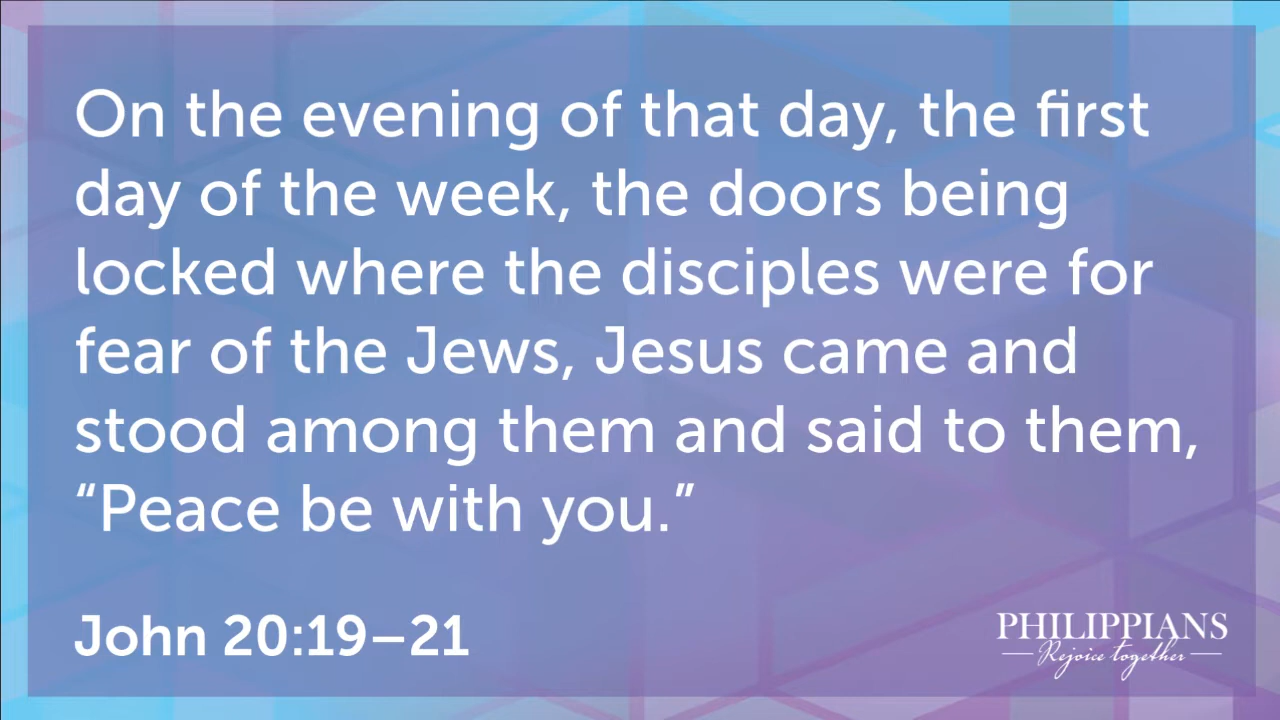 On the evening of that day, the first
day of the week, the doors being
locked where the disciples were for
fear of the Jews, Jesus came and
stood among them and said to them,
“Peace be with you.”
John 20:19–21
PHILIPPIANS
Rejoice together